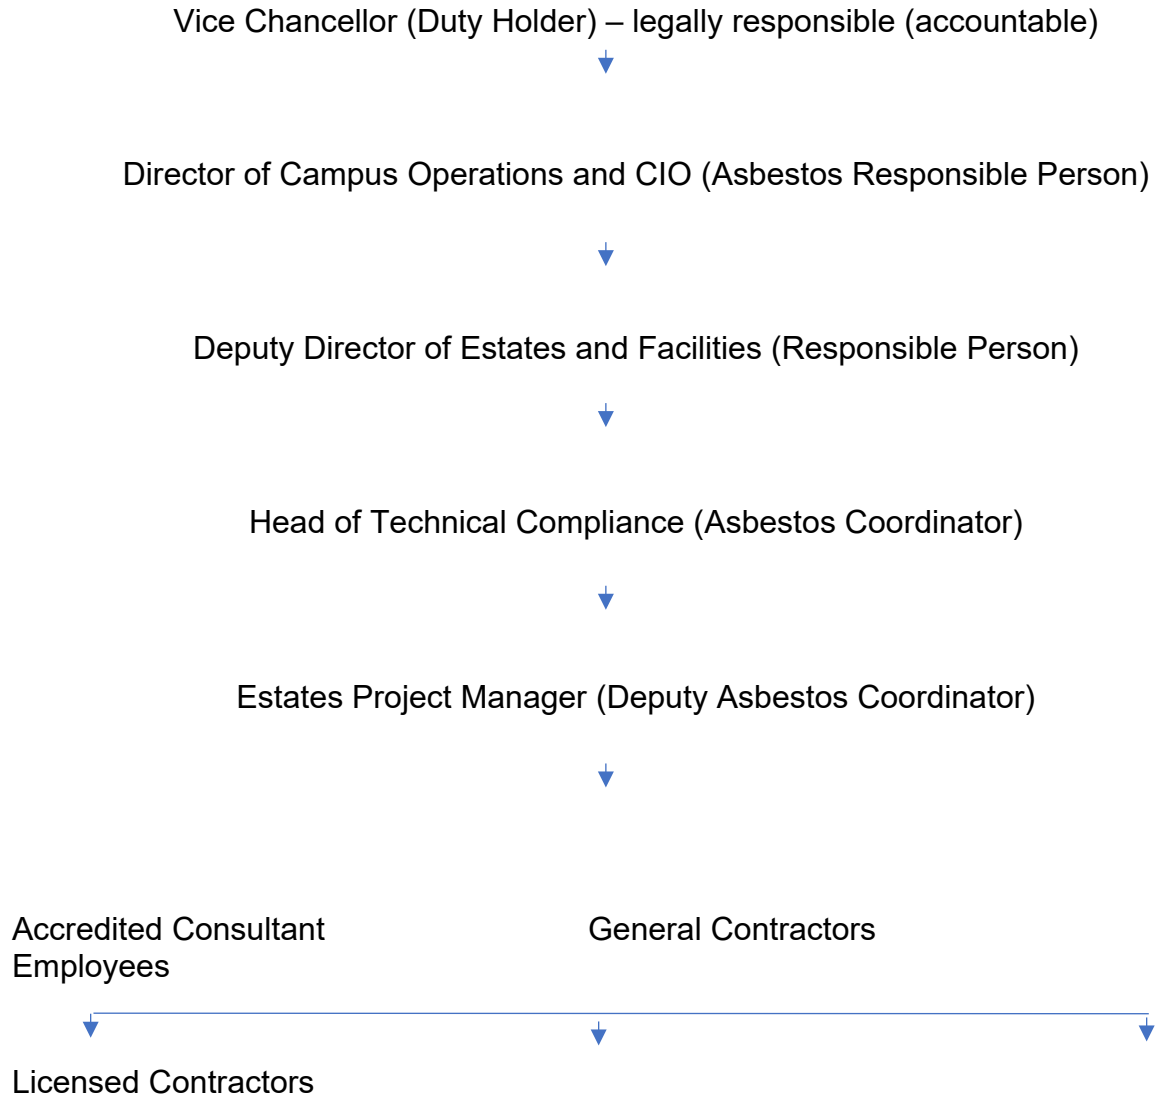 Vice Chancellor (Duty Holder) – legally responsible (accountable)
Director of Campus Operations and CIO (Asbestos Responsible Person)
Deputy Director of Estates and Facilities (Responsible Person)
Head of Technical Compliance (Asbestos Coordinator)
Estates Project Manager (Deputy Asbestos Coordinator)
Accredited Consultant General Contractors
Employees
Licensed Contractors